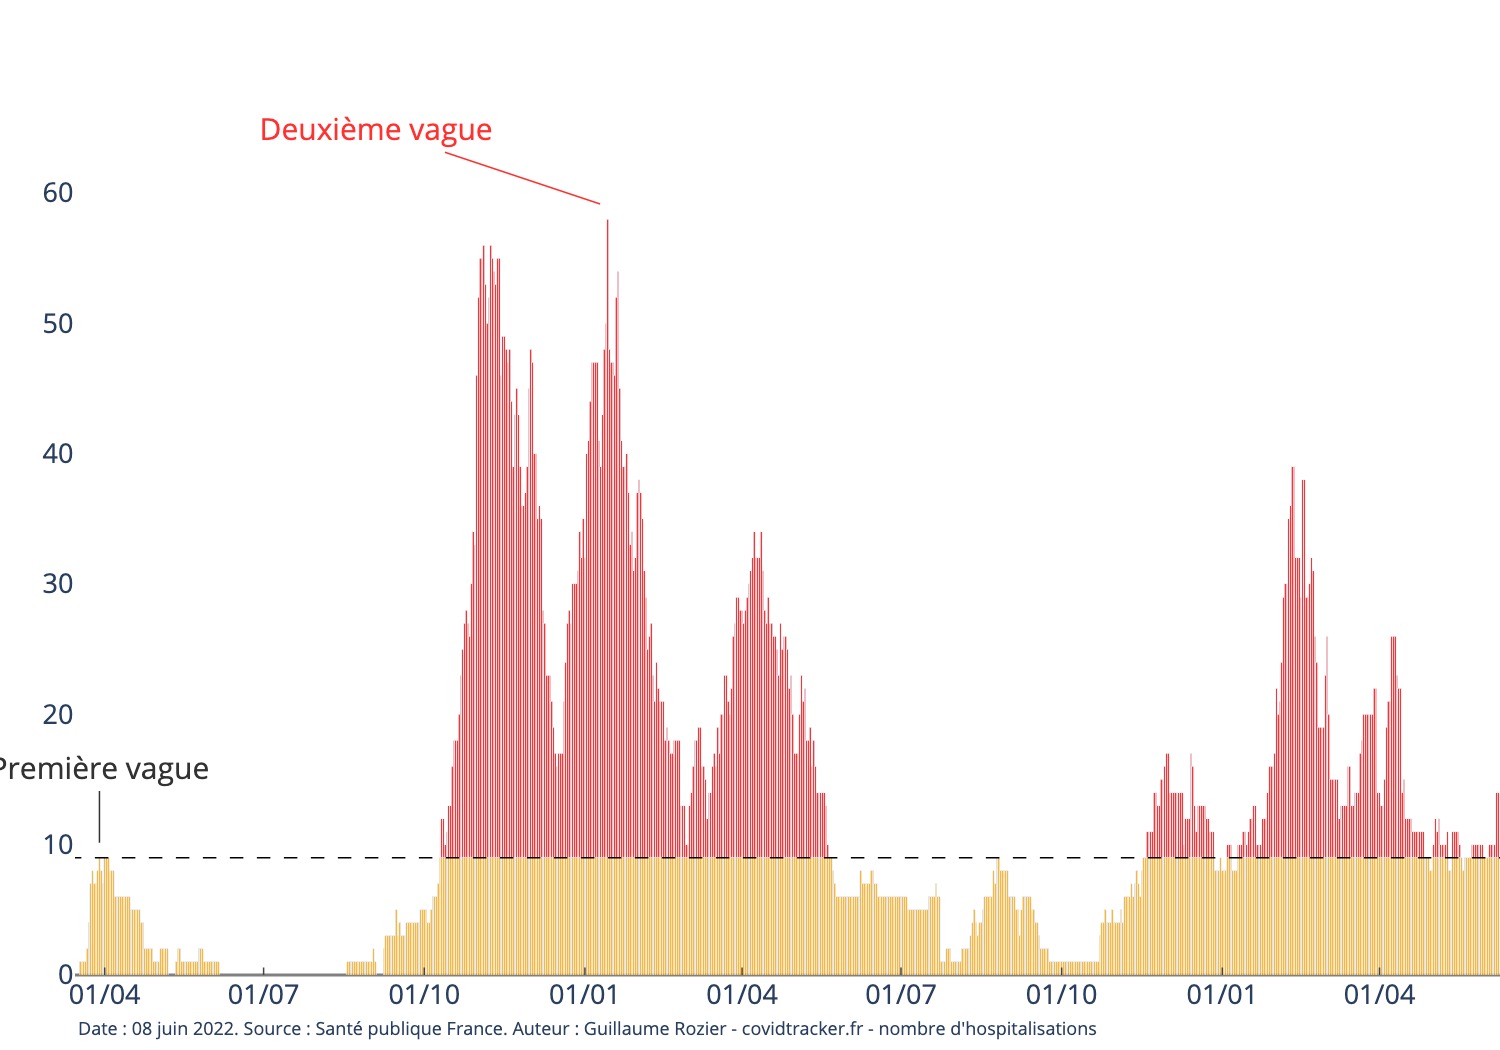 Deuxième vague
60
50
40
30
20
Première vague
10
0
01/04 01/07 01/10 01/01 01/04 01/07 01/10 01/01 01/04
Date : 08 juin 2022. Source : Santé publique France. Auteur : Guillaume Rozier - covidtracker.fr - nombre d'hospitalisations